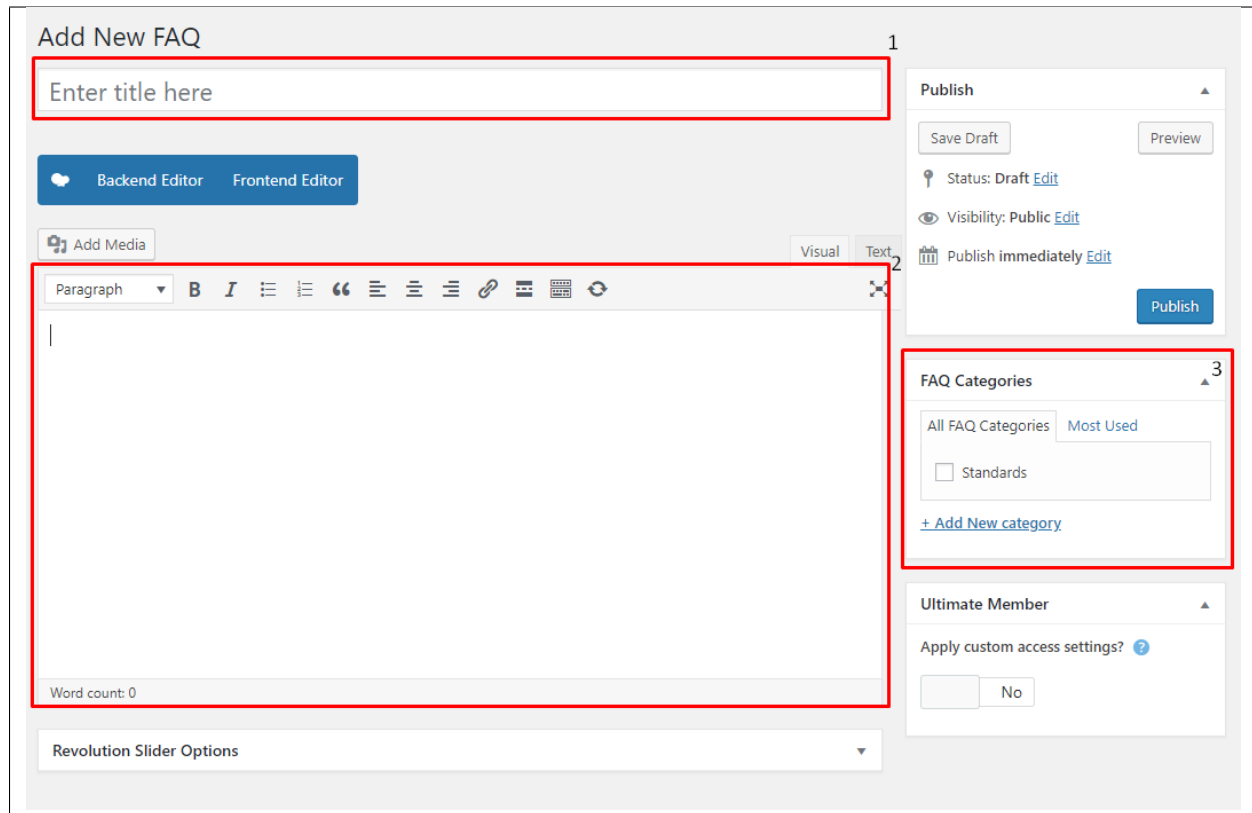 Add New FAQ
1
Enter title here
Backend Editor Frontend Editor
Add Media
Visual Text
2
Paragraph B I
Word count: 0
Revolution Slider Options
Publish
Save Draft Preview
Status: Draft Edit
Visibility: Public Edit
Publish immediately Edit
Publish
3
FAQ Categories
All FAQ Categories Most Used
Standards
+ Add New category
Ultimate Member
Apply custom access settings? ?
No